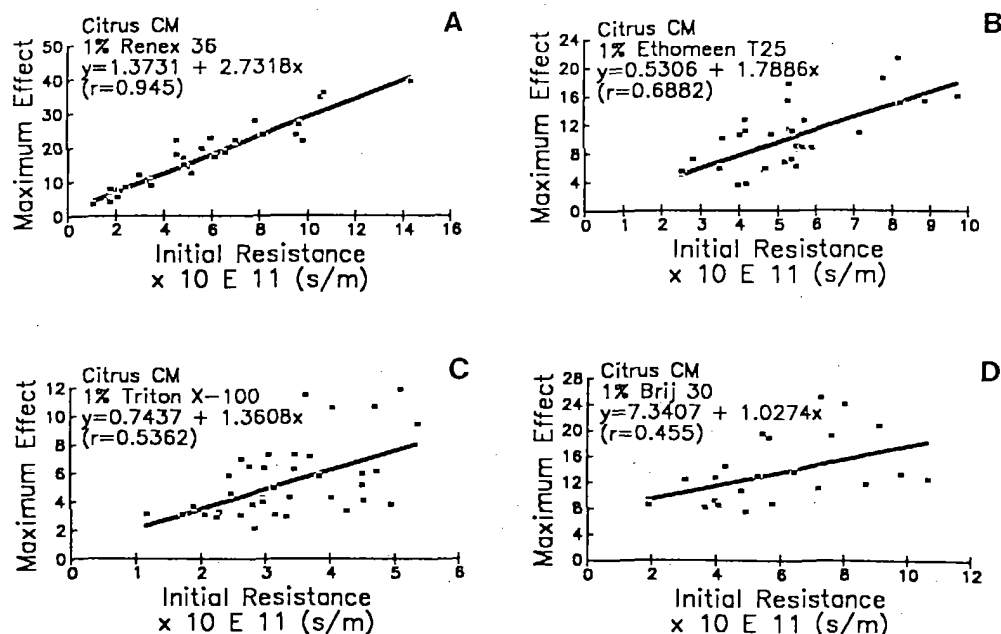 A
Citrus CM
1% Renex 36
y=1.3731 + 2.7318x
(r=0.945)
Maximum Effect
50
40
30
20
10
0
0 2 4 6 8 10 12 14 16
Initial Resistance
x 10 E 11 (s/m)
B
Citrus CM
1% Ethomeen T25
y=0.5306 + 1.7886x
(r=0.6882)
Maximum Effect
24
20
16
12
8
4
0
0 1 2 3 4 5 6 7 8 9 10
Initial Resistance
x 10 E 11 (s/m)
C
Citrus CM
1% Triton X-100
y=0.7437 + 1.3608x
(r=0.5362)
Maximum Effect
12
10
8
6
4
2
0
0 1 2 3 4 5 6
Initial Resistance
x 10 E 11 (s/m)
D
Citrus CM
1% Brij 30
y=7.3407 + 1.0274x
(r=0.455)
Maximum Effect
28
24
20
16
12
8
4
0
0 2 4 6 8 10 12
Initial Resistance
x 10 E 11 (s/m)